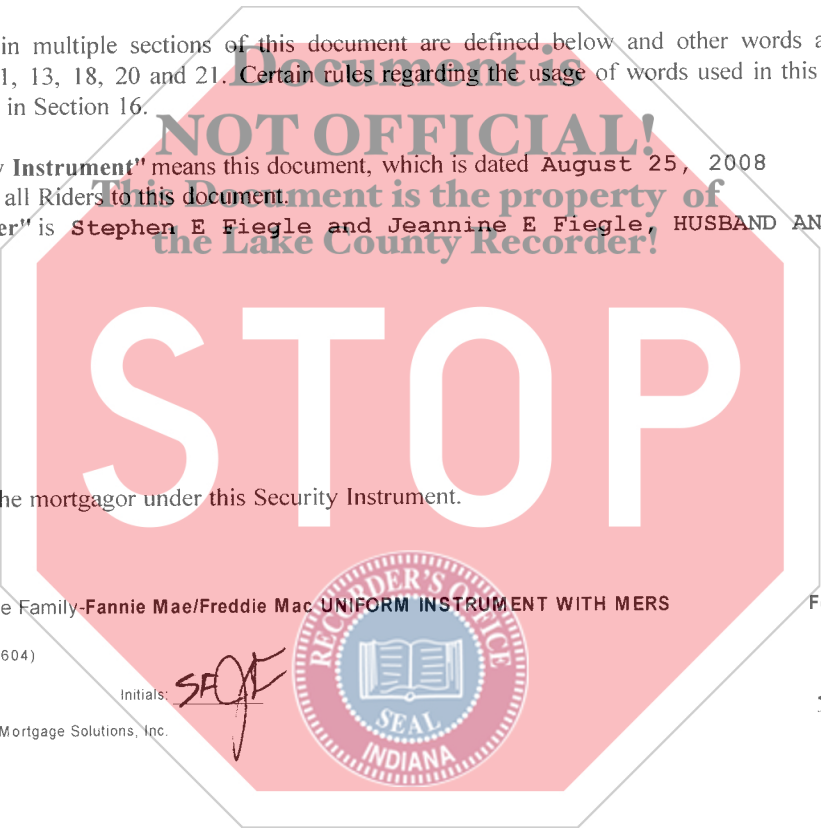 in multiple sections of this document are defined below and other words a
Document is
1, 13, 18, 20 and 21. Certain rules regarding the usage of words used in this
in Section 16.
NOT OFFICIAL!
y Instrument" means this document, which is dated August 25, 2008
all Riders to this document.
This Document is the property of
er" is Stephen E Fiegle and Jeannine E Fiegle, HUSBAND AN
the Lake County Recorder!
STOP
he mortgagor under this Security Instrument.
e Family-Fannie Mae/Freddie Mac UNIFORM INSTRUMENT WITH MERS
F
604)
Initials: SFJF
Mortgage Solutions, Inc.
RECORDER'S OFFICE
SEAL
INDIANA